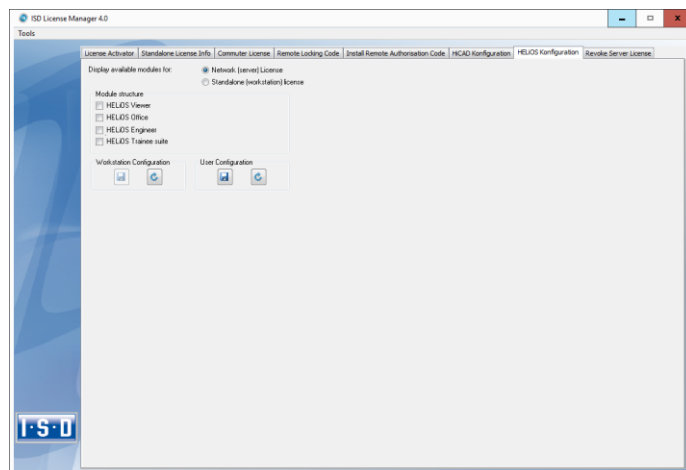 ISD License Manager 4.0
Tools
License Activator Standalone License Info Commuter License Remote Locking Code Install Remote Authorisation Code HiCAD Konfiguration HELiOS Konfiguration Revoke Server License
Display available modules for: Network (server) License
Standalone (workstation) license
Module structure
HELiOS Viewer
HELiOS Office
HELiOS Engineer
HELiOS Trainee suite
Workstation Configuration User Configuration
I·S·D